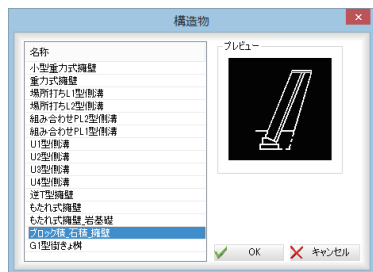 構造物
名称
小型重力式擁壁
重力式擁壁
場所打ちL1型側溝
場所打ちL2型側溝
組み合わせPL2型側溝
組み合わせPL1型側溝
U1型側溝
U2型側溝
U3型側溝
U4型側溝
逆T型擁壁
もたれ式擁壁
もたれ式擁壁_岩基礎
ブロック積_石積_擁壁
G1型街きょ桝
プレビュー
OK
キャンセル